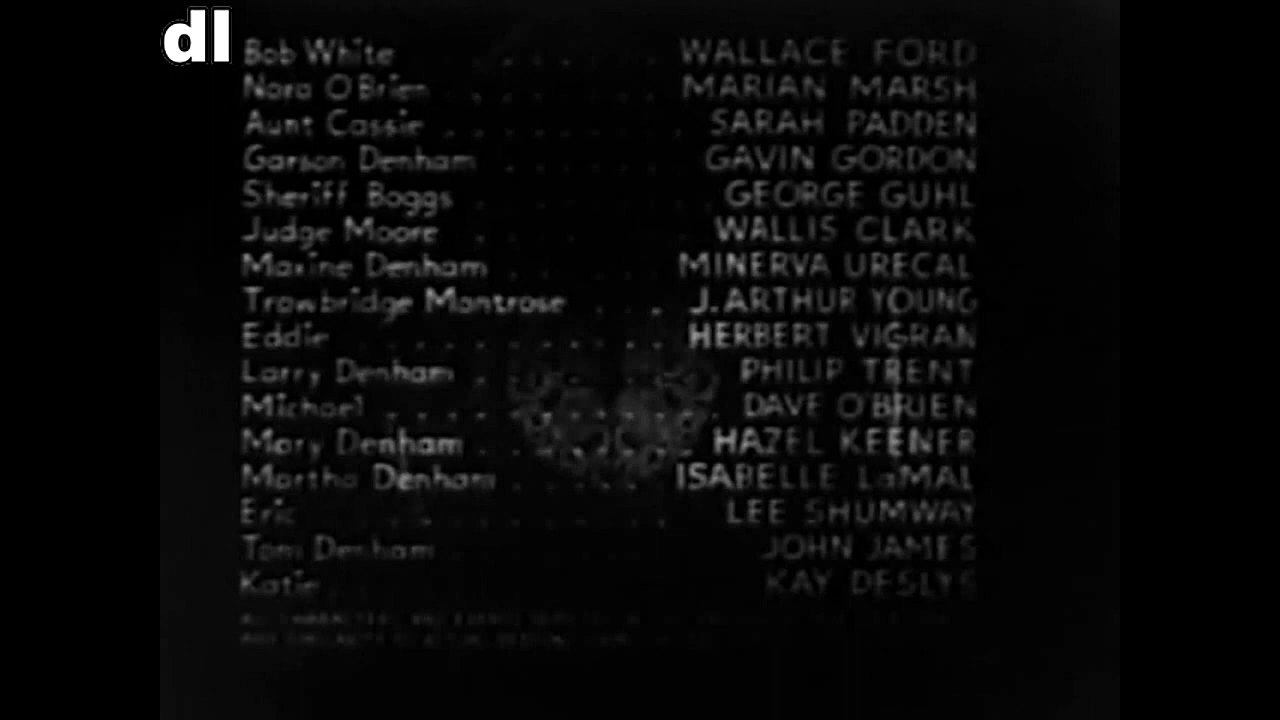 dl
Bob White . . . . . . WALLACE FORD
Nora O'Brien . . . . . . MARIAN MARSH
Aunt Cassie . . . . . . . SARAH PADDEN
Garson Denham . . . . . GAVIN GORDON
Sheriff Boggs . . . . . . . GEORGE GUHL
Judge Moore . . . . . . WALLIS CLARK
Maxine Denham . . . . . MINERVA URECAL
Trowbridge Montrose . . . J. ARTHUR YOUNG
Eddie . . . . . . . . . . HERBERT VIGRAN
Larry Denham . . . . . . PHILIP TRENT
Michael . . . . . . . . . . . DAVE O'BRIEN
Mary Denham . . . . . . . HAZEL KEENER
Martha Denham . . . . . ISABELLE LaMAL
Eric . . . . . . . . . . LEE SHUMWAY
Tom Denham JOHN JAMES
Katie KAY DESLYS